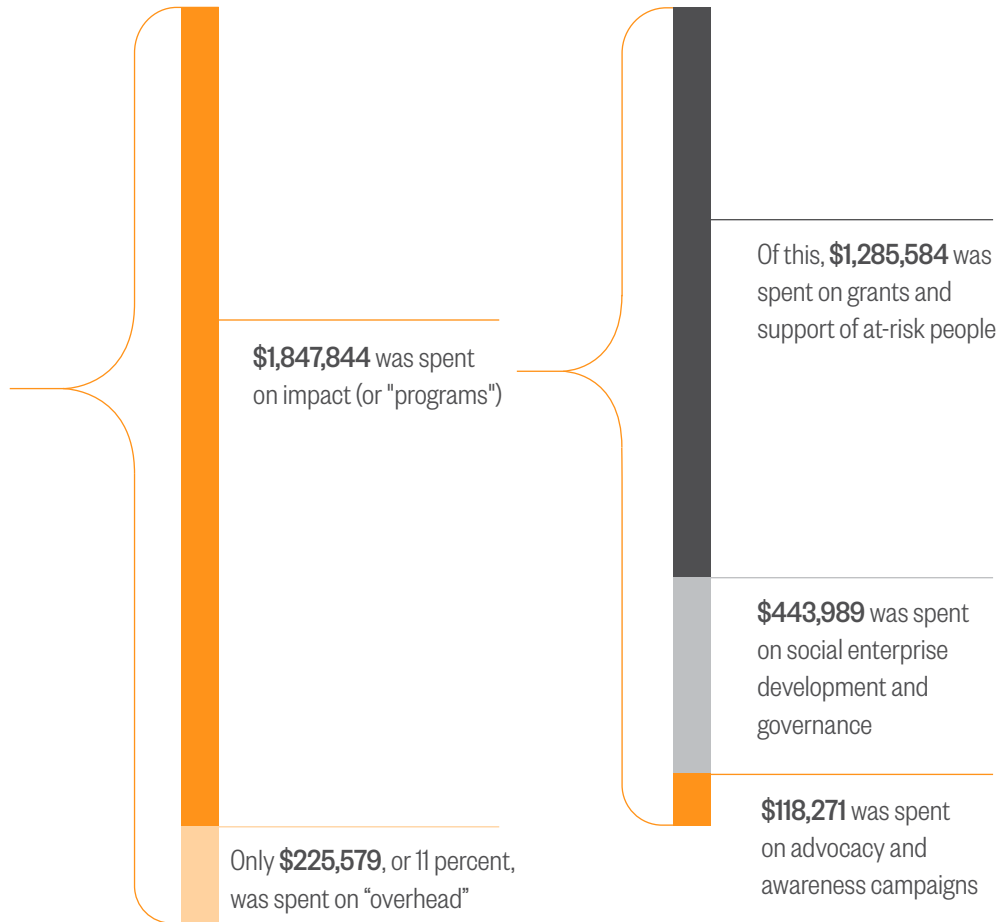 $1,847,844 was spent
on impact (or "programs")
Only $225,579, or 11 percent,
was spent on “overhead”
Of this, $1,285,584 was
spent on grants and
support of at-risk people
$443,989 was spent
on social enterprise
development and
governance
$118,271 was spent
on advocacy and
awareness campaigns